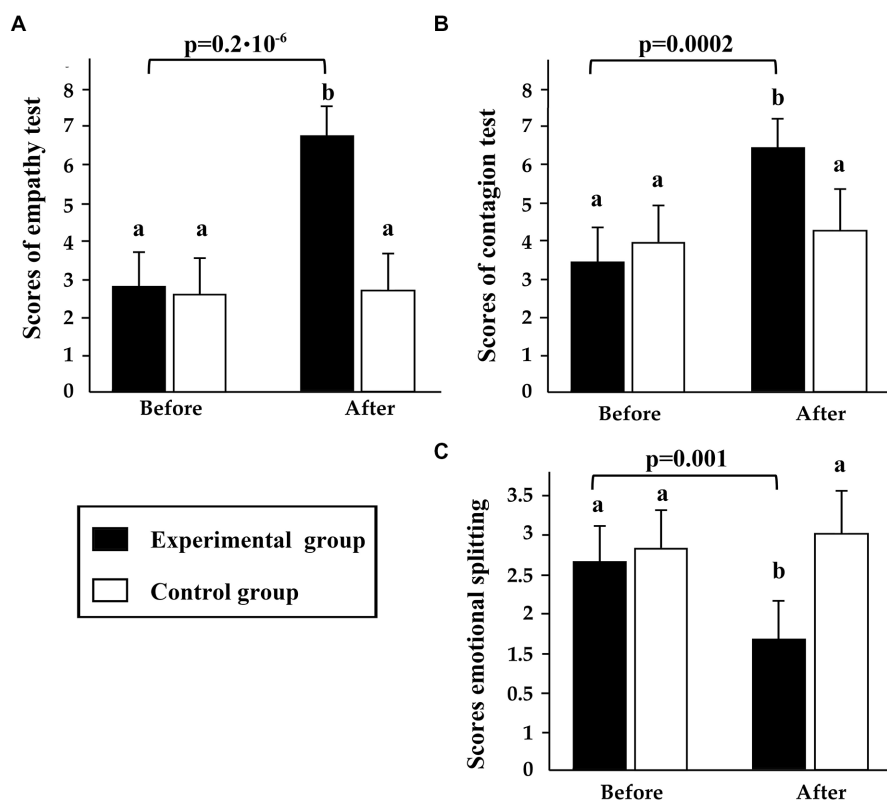 A
p=0.2·10⁻⁶
Scores of empathy test
8
7
6
5
4
3
2
1
0
a
a
b
a
Before
After
B
p=0.0002
Scores of contagion test
8
7
6
5
4
3
2
1
0
a
a
b
a
Before
After
C
p=0.001
Scores emotional splitting
3.5
3
2.5
2
1.5
0.5
1
0
a
a
b
a
Before
After
Experimental group
Control group